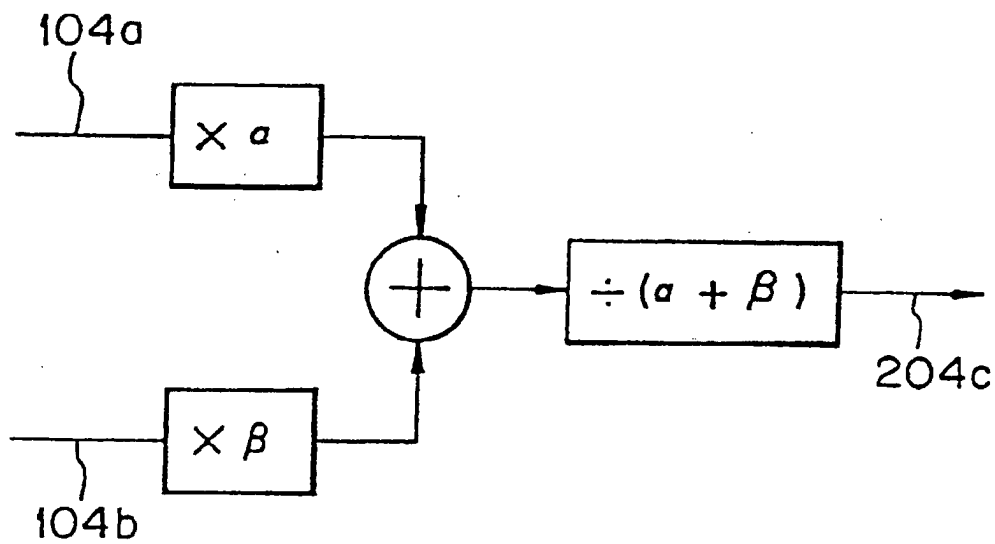 104a
× α
+
÷ (α + β)
204c
× β
104b